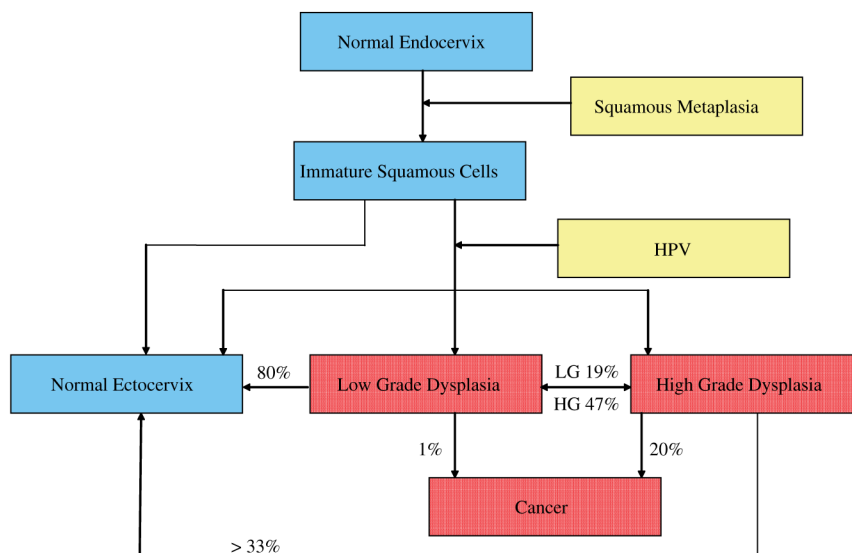 Normal Endocervix
Squamous Metaplasia
Immature Squamous Cells
HPV
Normal Ectocervix
80%
Low Grade Dysplasia
LG 19%
HG 47%
High Grade Dysplasia
1%
20%
Cancer
> 33%